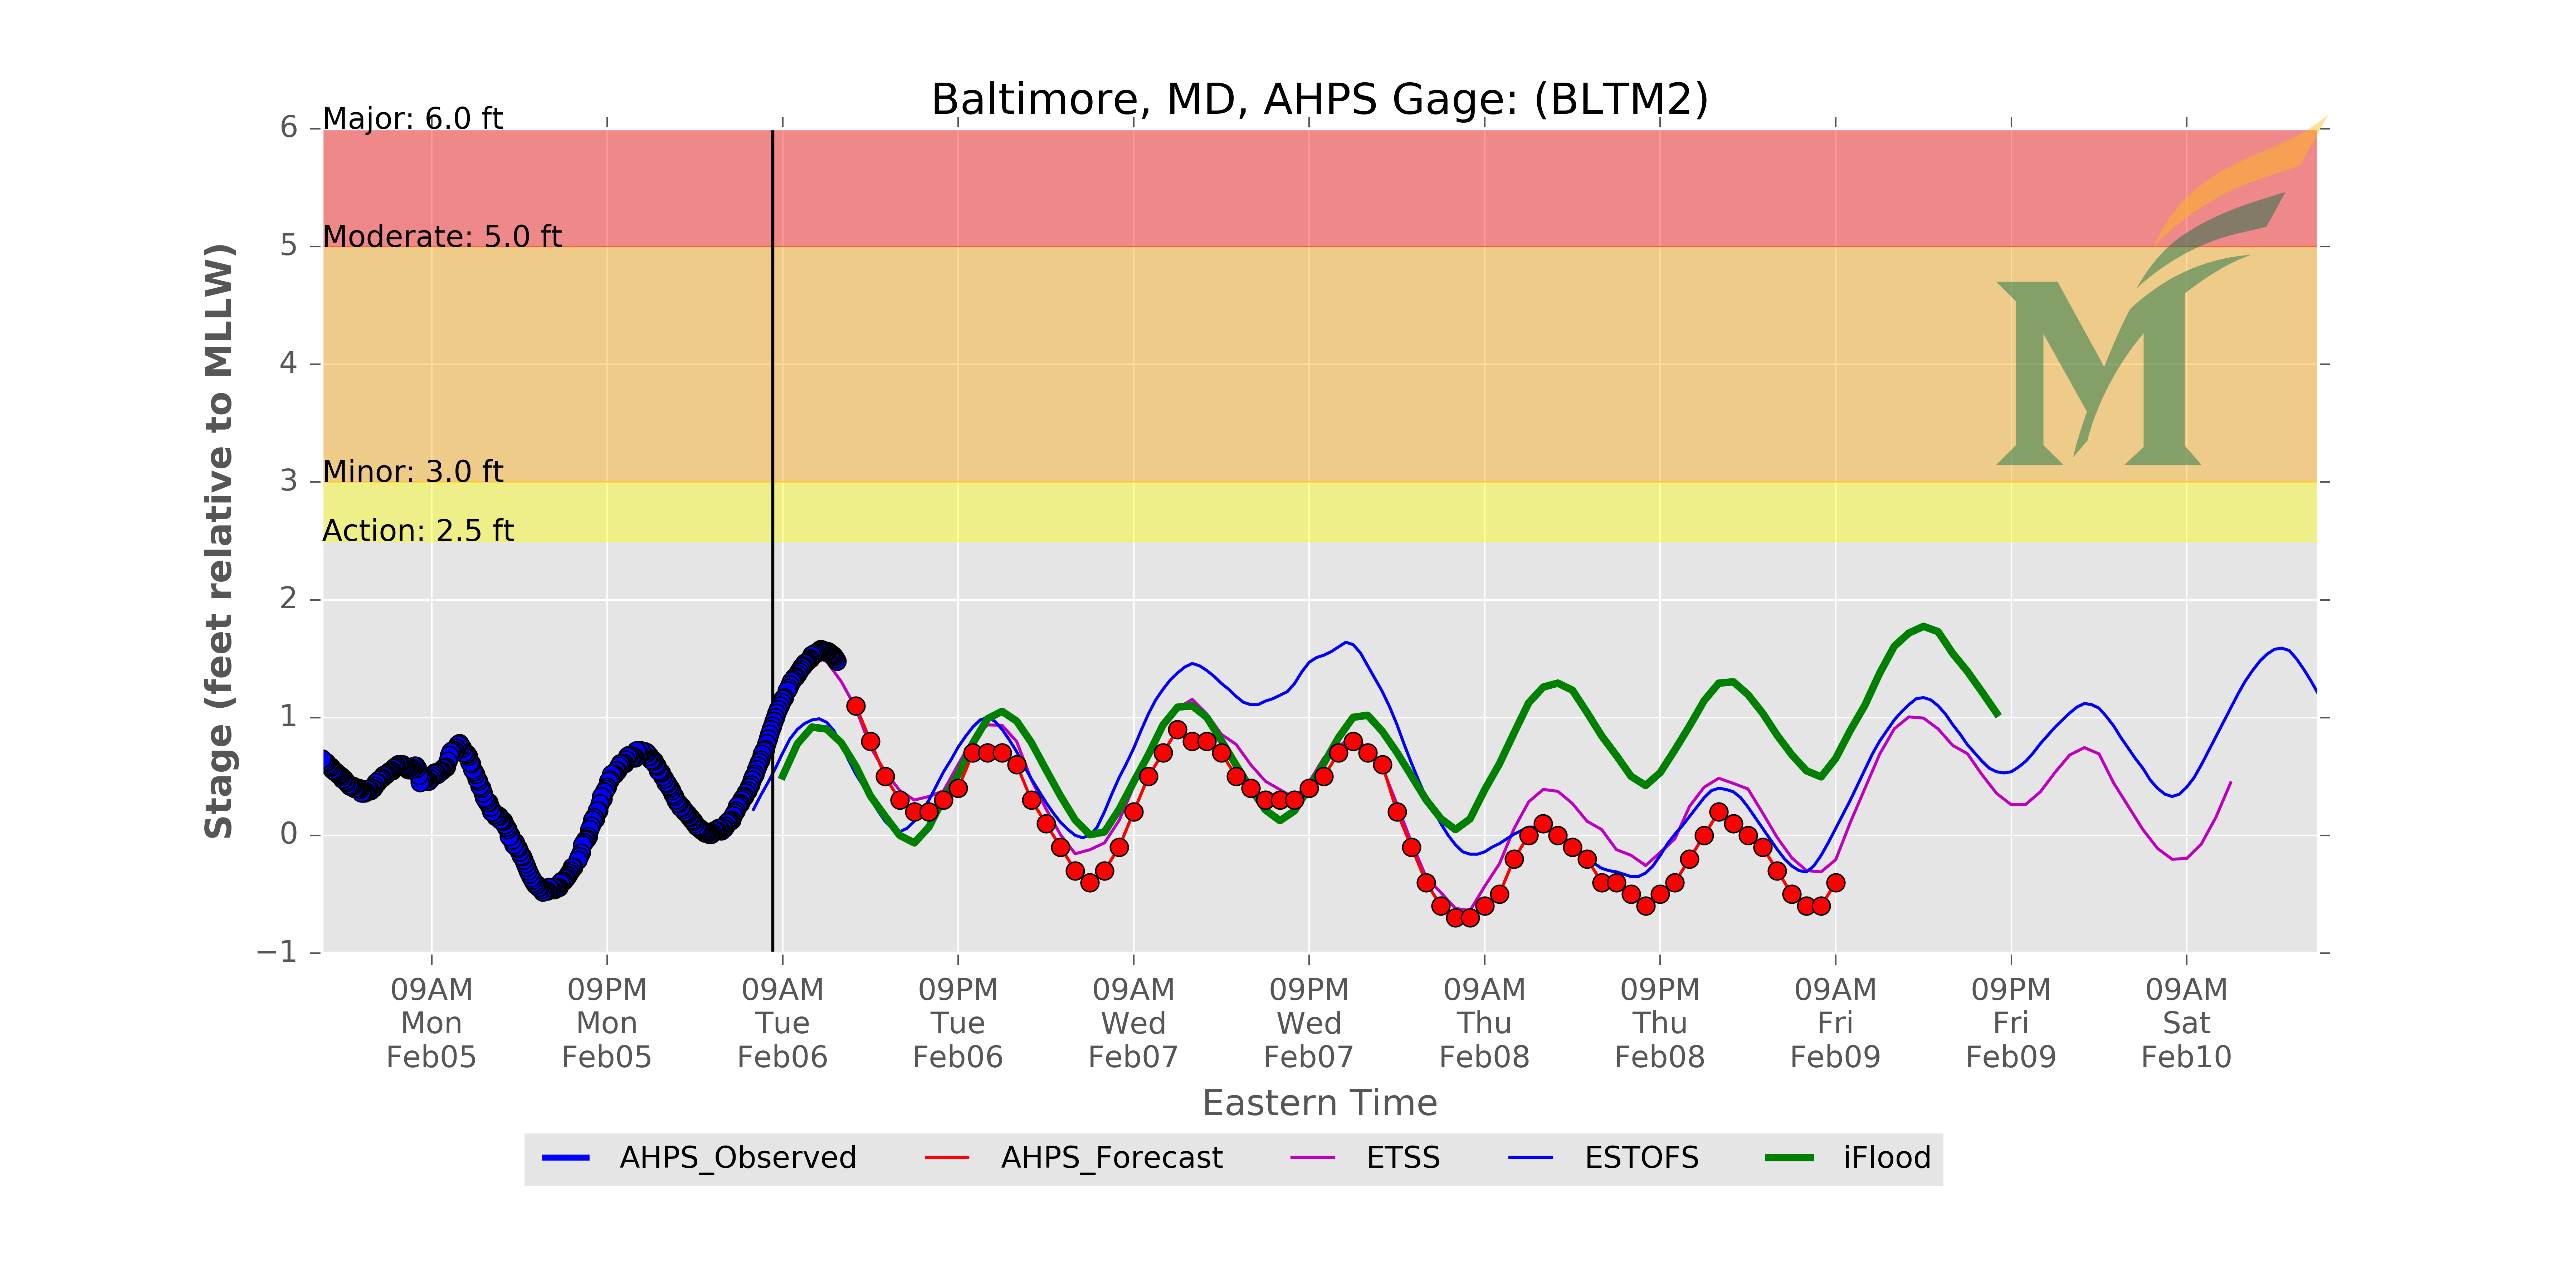 Baltimore, MD, AHPS Gage: (BLTM2)
Major: 6.0 ft
Moderate: 5.0 ft
Minor: 3.0 ft
Action: 2.5 ft
6
5
4
3
2
1
0
−1
Stage (feet relative to MLLW)
M
09AM
Mon
Feb05
09PM
Mon
Feb05
09AM
Tue
Feb06
09PM
Tue
Feb06
09AM
Wed
Feb07
09PM
Wed
Feb07
09AM
Thu
Feb08
09PM
Thu
Feb08
09AM
Fri
Feb09
09PM
Fri
Feb09
09AM
Sat
Feb10
Eastern Time
AHPS_Observed AHPS_Forecast ETSS ESTOFS iFlood